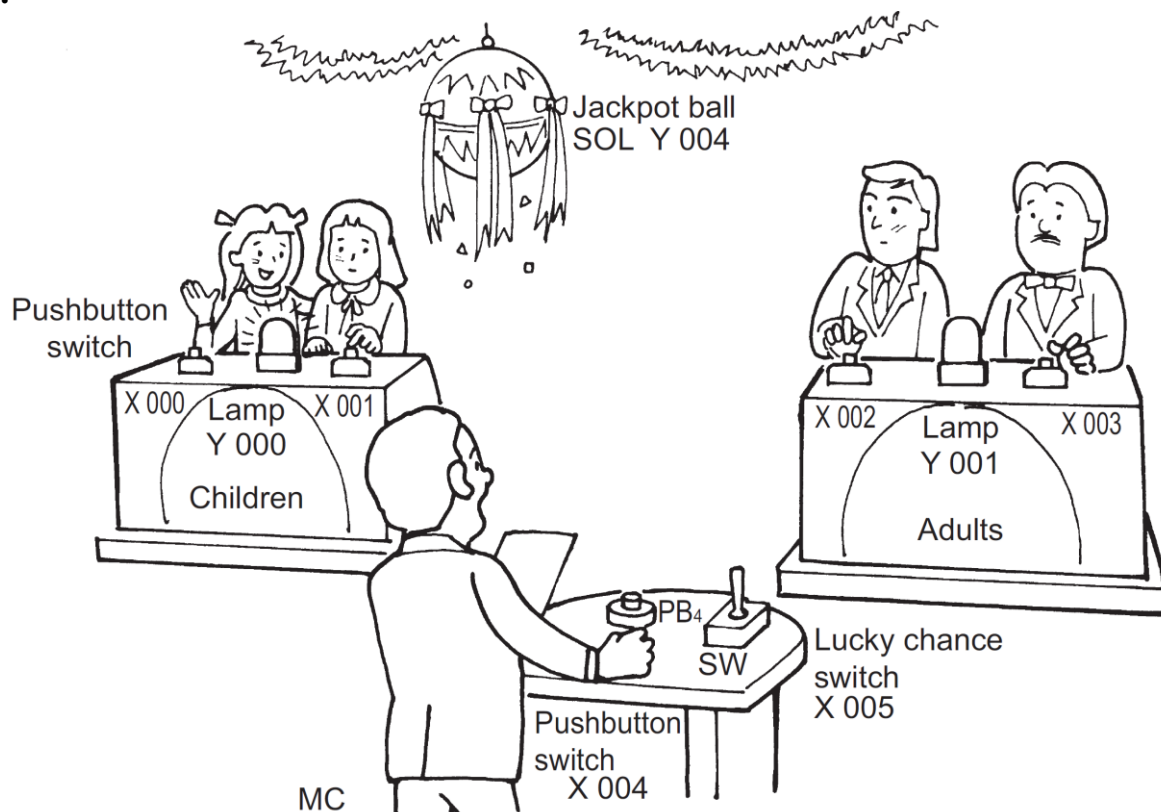 Jackpot ball
SOL Y 004
Pushbutton
switch
X 000
Lamp
Y 000
X 001
Children
X 002
Lamp
Y 001
X 003
Adults
PB4
SW
Lucky chance
switch
X 005
Pushbutton
switch
X 004
MC